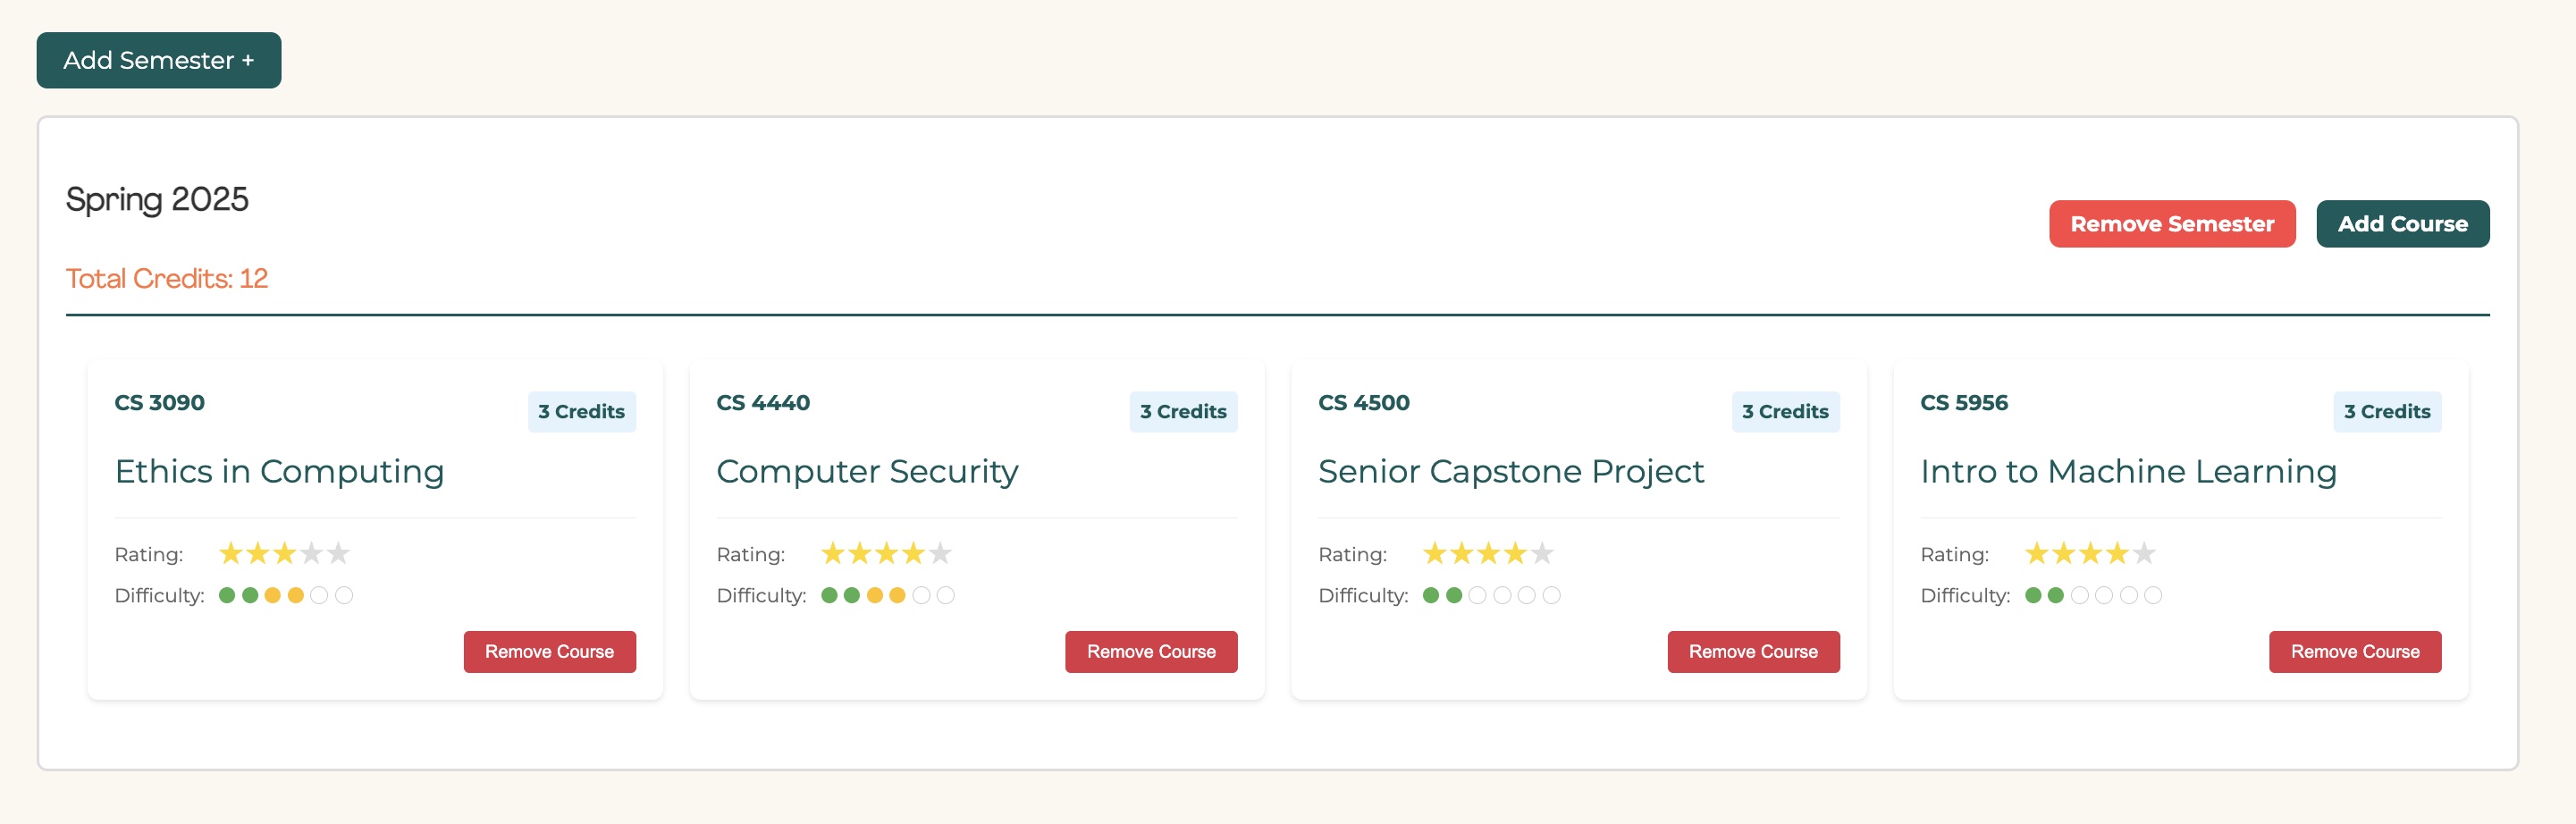 Add Semester +
Spring 2025
Remove Semester
Add Course
Total Credits: 12
CS 3090
3 Credits
Ethics in Computing
Rating:
Difficulty:
Remove Course
CS 4440
3 Credits
Computer Security
Rating:
Difficulty:
Remove Course
CS 4500
3 Credits
Senior Capstone Project
Rating:
Difficulty:
Remove Course
CS 5956
3 Credits
Intro to Machine Learning
Rating:
Difficulty:
Remove Course